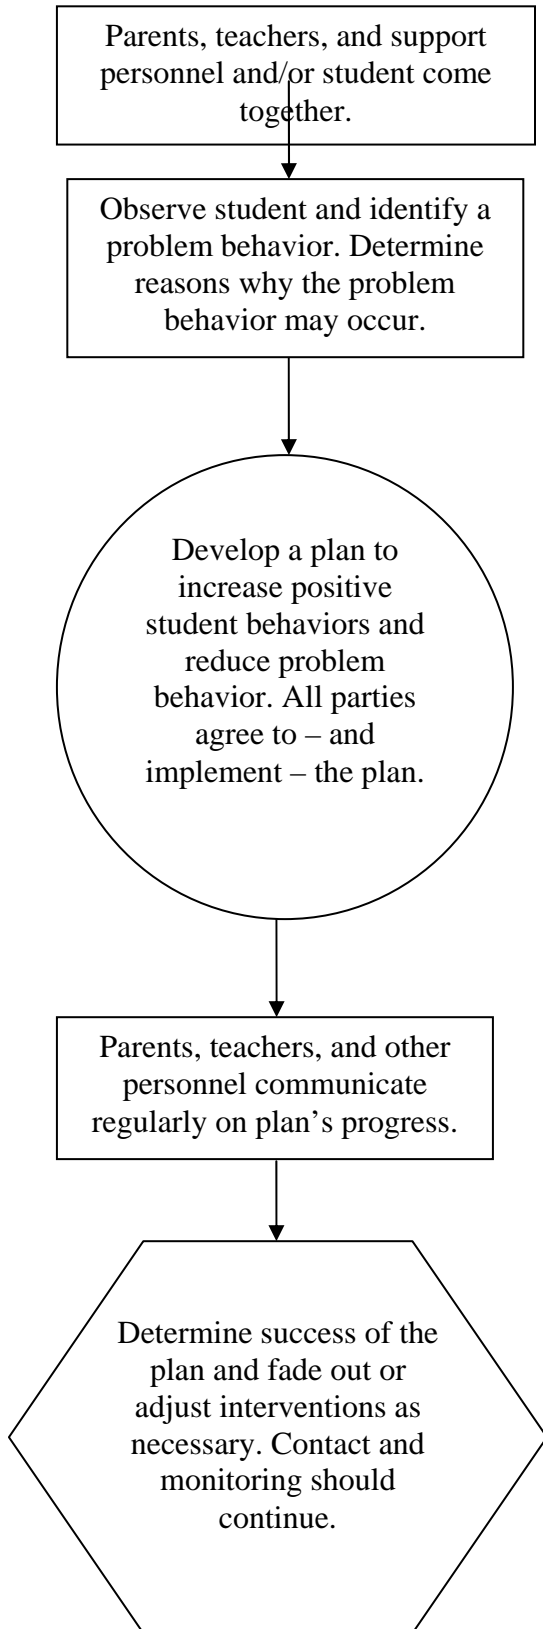 Parents, teachers, and support
personnel and/or student come
together.
Observe student and identify a
problem behavior. Determine
reasons why the problem
behavior may occur.
Develop a plan to
increase positive
student behaviors and
reduce problem
behavior. All parties
agree to – and
implement – the plan.
Parents, teachers, and other
personnel communicate
regularly on plan’s progress.
Determine success of the
plan and fade out or
adjust interventions as
necessary. Contact and
monitoring should
continue.